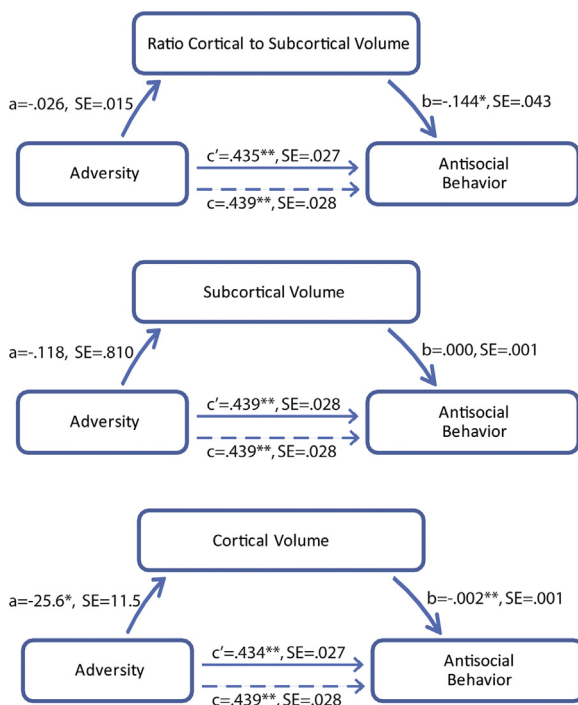 Ratio Cortical to Subcortical Volume
a=-.026, SE=.015
b=-.144*, SE=.043
Adversity
c’=.435**, SE=.027
c=.439**, SE=.028
Antisocial
Behavior
Subcortical Volume
a=-.118, SE=.810
b=.000, SE=.001
Adversity
c’=.439**, SE=.028
c=.439**, SE=.028
Antisocial
Behavior
Cortical Volume
a=-25.6*, SE=11.5
b=-.002**, SE=.001
Adversity
c’=.434**, SE=.027
c=.439**, SE=.028
Antisocial
Behavior